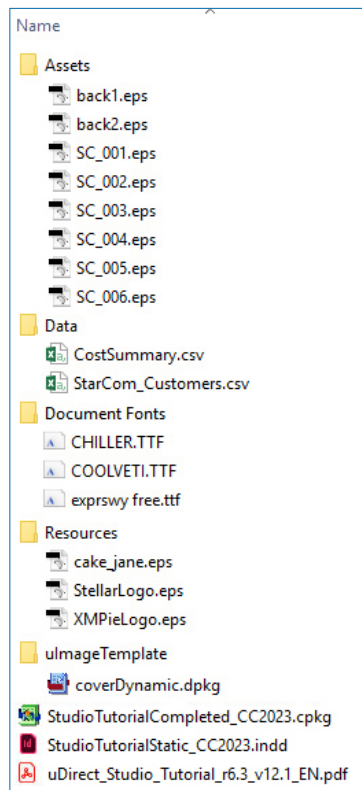 Name
Assets
back1.eps
back2.eps
SC_001.eps
SC_002.eps
SC_003.eps
SC_004.eps
SC_005.eps
SC_006.eps
Data
CostSummary.csv
StarCom_Customers.csv
Document Fonts
CHILLER.TTF
COOLVETI.TTF
exprswy free.ttf
Resources
cake_jane.eps
StellarLogo.eps
XMPieLogo.eps
uImageTemplate
coverDynamic.dpkg
StudioTutorialCompleted_CC2023.cpkg
StudioTutorialStatic_CC2023.indd
uDirect_Studio_Tutorial_r6.3_v12.1_EN.pdf